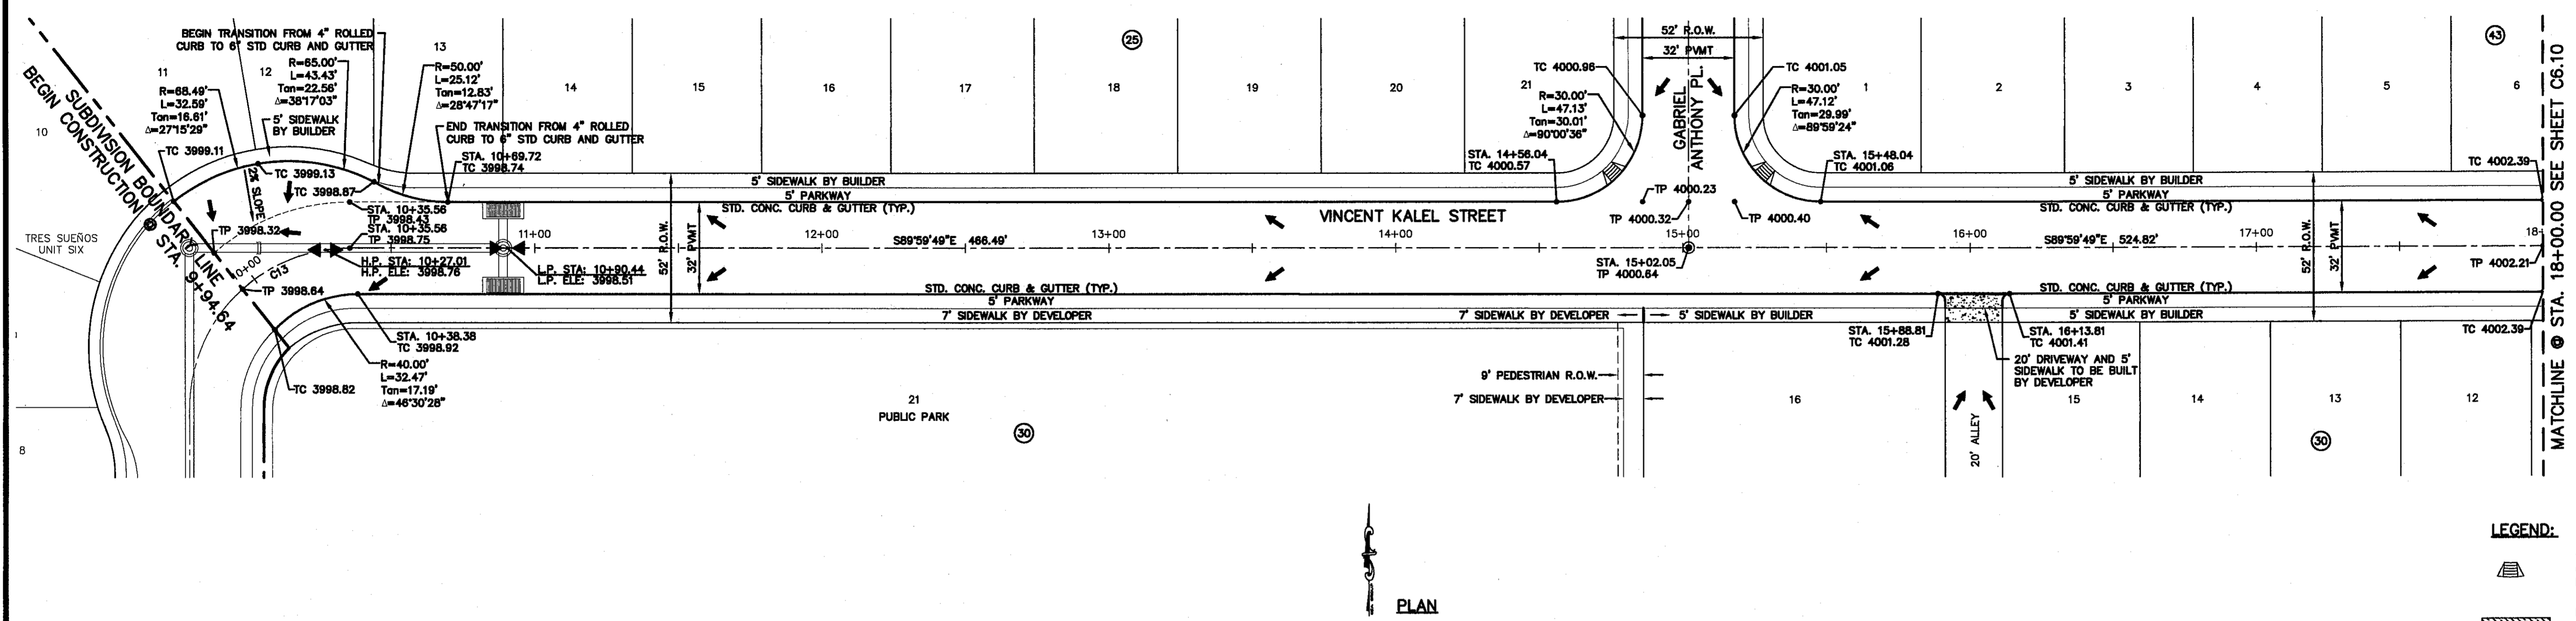 BEGIN TRANSITION FROM 4" ROLLED
CURB TO 6" STD CURB AND GUTTER
10
11
12
13
14
15
16
17
18
19
20
21
1
2
3
4
5
6
25
43
SUBDIVISION BOUNDARY LINE
BEGIN CONSTRUCTION @ STA. 9+94.64
R=68.49'
L=32.59'
Tan=16.61'
Δ=27°15'29"
R=65.00'
L=43.43'
Tan=22.56'
Δ=38°17'03"
R=50.00'
L=25.12'
Tan=12.83'
Δ=28°47'17"
5' SIDEWALK
BY BUILDER
END TRANSITION FROM 4" ROLLED
CURB TO 6" STD CURB AND GUTTER
STA. 10+69.72
TC 3998.74
TC 3999.11
TC 3999.13
TC 3998.87
2% SLOPE
STA. 10+35.56
TP 3998.43
STA. 10+35.56
TP 3998.75
TP 3998.32
H.P. STA: 10+27.01
H.P. ELE: 3998.76
L.P. STA: 10+90.44
L.P. ELE: 3998.51
10+00
C13
TP 3998.64
TRES SUEÑOS
UNIT SIX
8
STA. 10+38.38
TC 3998.92
R=40.00'
L=32.47'
Tan=17.19'
Δ=46°30'28"
TC 3998.82
52' R.O.W.
32' PVMT
5' SIDEWALK BY BUILDER
5' PARKWAY
STD. CONC. CURB & GUTTER (TYP.)
VINCENT KALEL STREET
11+00
12+00
13+00
14+00
15+00
16+00
17+00
18-
S89°59'49"E 466.49'
STD. CONC. CURB & GUTTER (TYP.)
5' PARKWAY
7' SIDEWALK BY DEVELOPER
52' R.O.W.
32' PVMT
TC 4000.96
TC 4001.05
GABRIEL
ANTHONY PL.
R=30.00'
L=47.13'
Tan=30.01'
Δ=90°00'36"
R=30.00'
L=47.12'
Tan=29.99'
Δ=89°59'24"
STA. 14+56.04
TC 4000.57
STA. 15+48.04
TC 4001.06
TP 4000.23
TP 4000.32
TP 4000.40
STA. 15+02.05
TP 4000.64
5' SIDEWALK BY BUILDER
5' PARKWAY
STD. CONC. CURB & GUTTER (TYP.)
S89°59'49"E 524.82'
52' R.O.W.
32' PVMT
TC 4002.39
TP 4002.21
TC 4002.39
STD. CONC. CURB & GUTTER (TYP.)
5' PARKWAY
5' SIDEWALK BY BUILDER
7' SIDEWALK BY DEVELOPER
5' SIDEWALK BY BUILDER
STA. 15+88.81
TC 4001.28
STA. 16+13.81
TC 4001.41
20' DRIVEWAY AND 5'
SIDEWALK TO BE BUILT
BY DEVELOPER
9' PEDESTRIAN R.O.W.
7' SIDEWALK BY DEVELOPER
21
PUBLIC PARK
30
16
20' ALLEY
15
14
13
12
30
MATCHLINE @ STA. 18+00.00 SEE SHEET C6.10
PLAN
LEGEND: